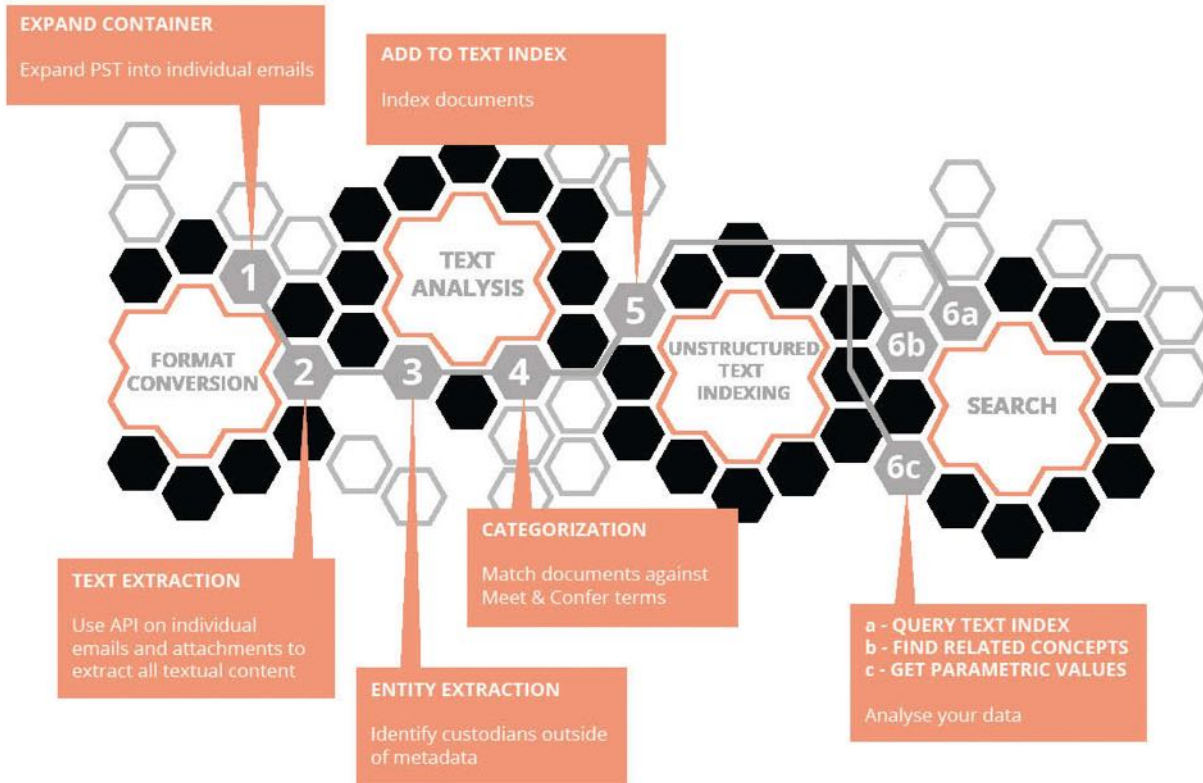 EXPAND CONTAINER
Expand PST into individual emails
ADD TO TEXT INDEX
Index documents
1
TEXT
ANALYSIS
5
6a
6b
FORMAT
CONVERSION
2
3
4
UNSTRUCTURED
TEXT
INDEXING
SEARCH
6c
TEXT EXTRACTION
Use API on individual
emails and attachments to
extract all textual content
ENTITY EXTRACTION
Identify custodians outside
of metadata
CATEGORIZATION
Match documents against
Meet & Confer terms
a - QUERY TEXT INDEX
b - FIND RELATED CONCEPTS
c - GET PARAMETRIC VALUES
Analyse your data